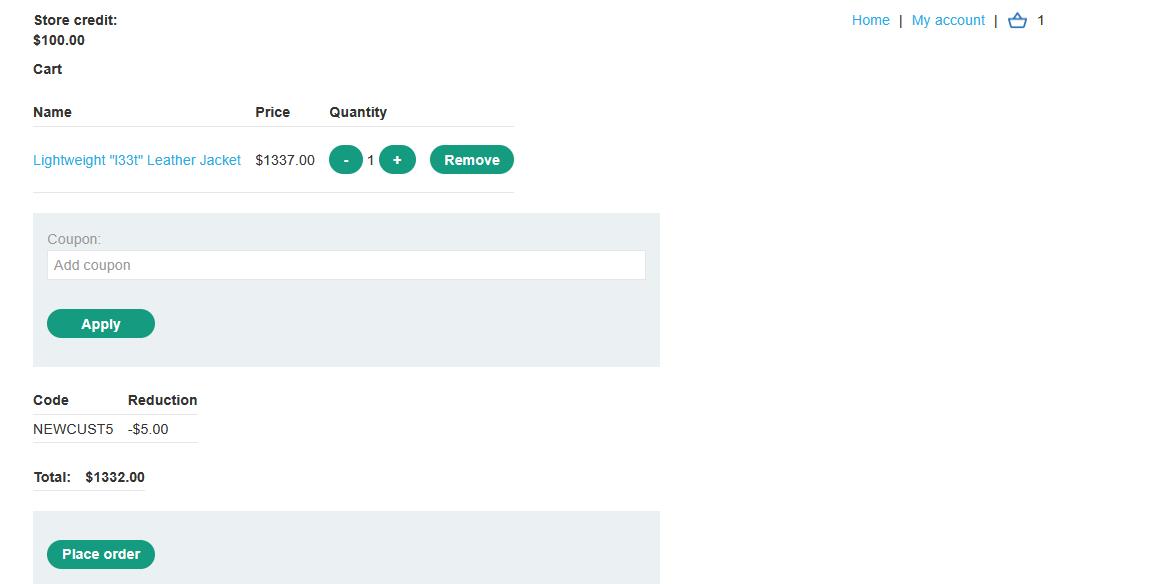 Store credit:
$100.00
Home | My account | 1
Cart
Name Price Quantity
Lightweight "l33t" Leather Jacket $1337.00 - 1 + Remove
Coupon:
Add coupon
Apply
Code Reduction
NEWCUST5 -$5.00
Total: $1332.00
Place order